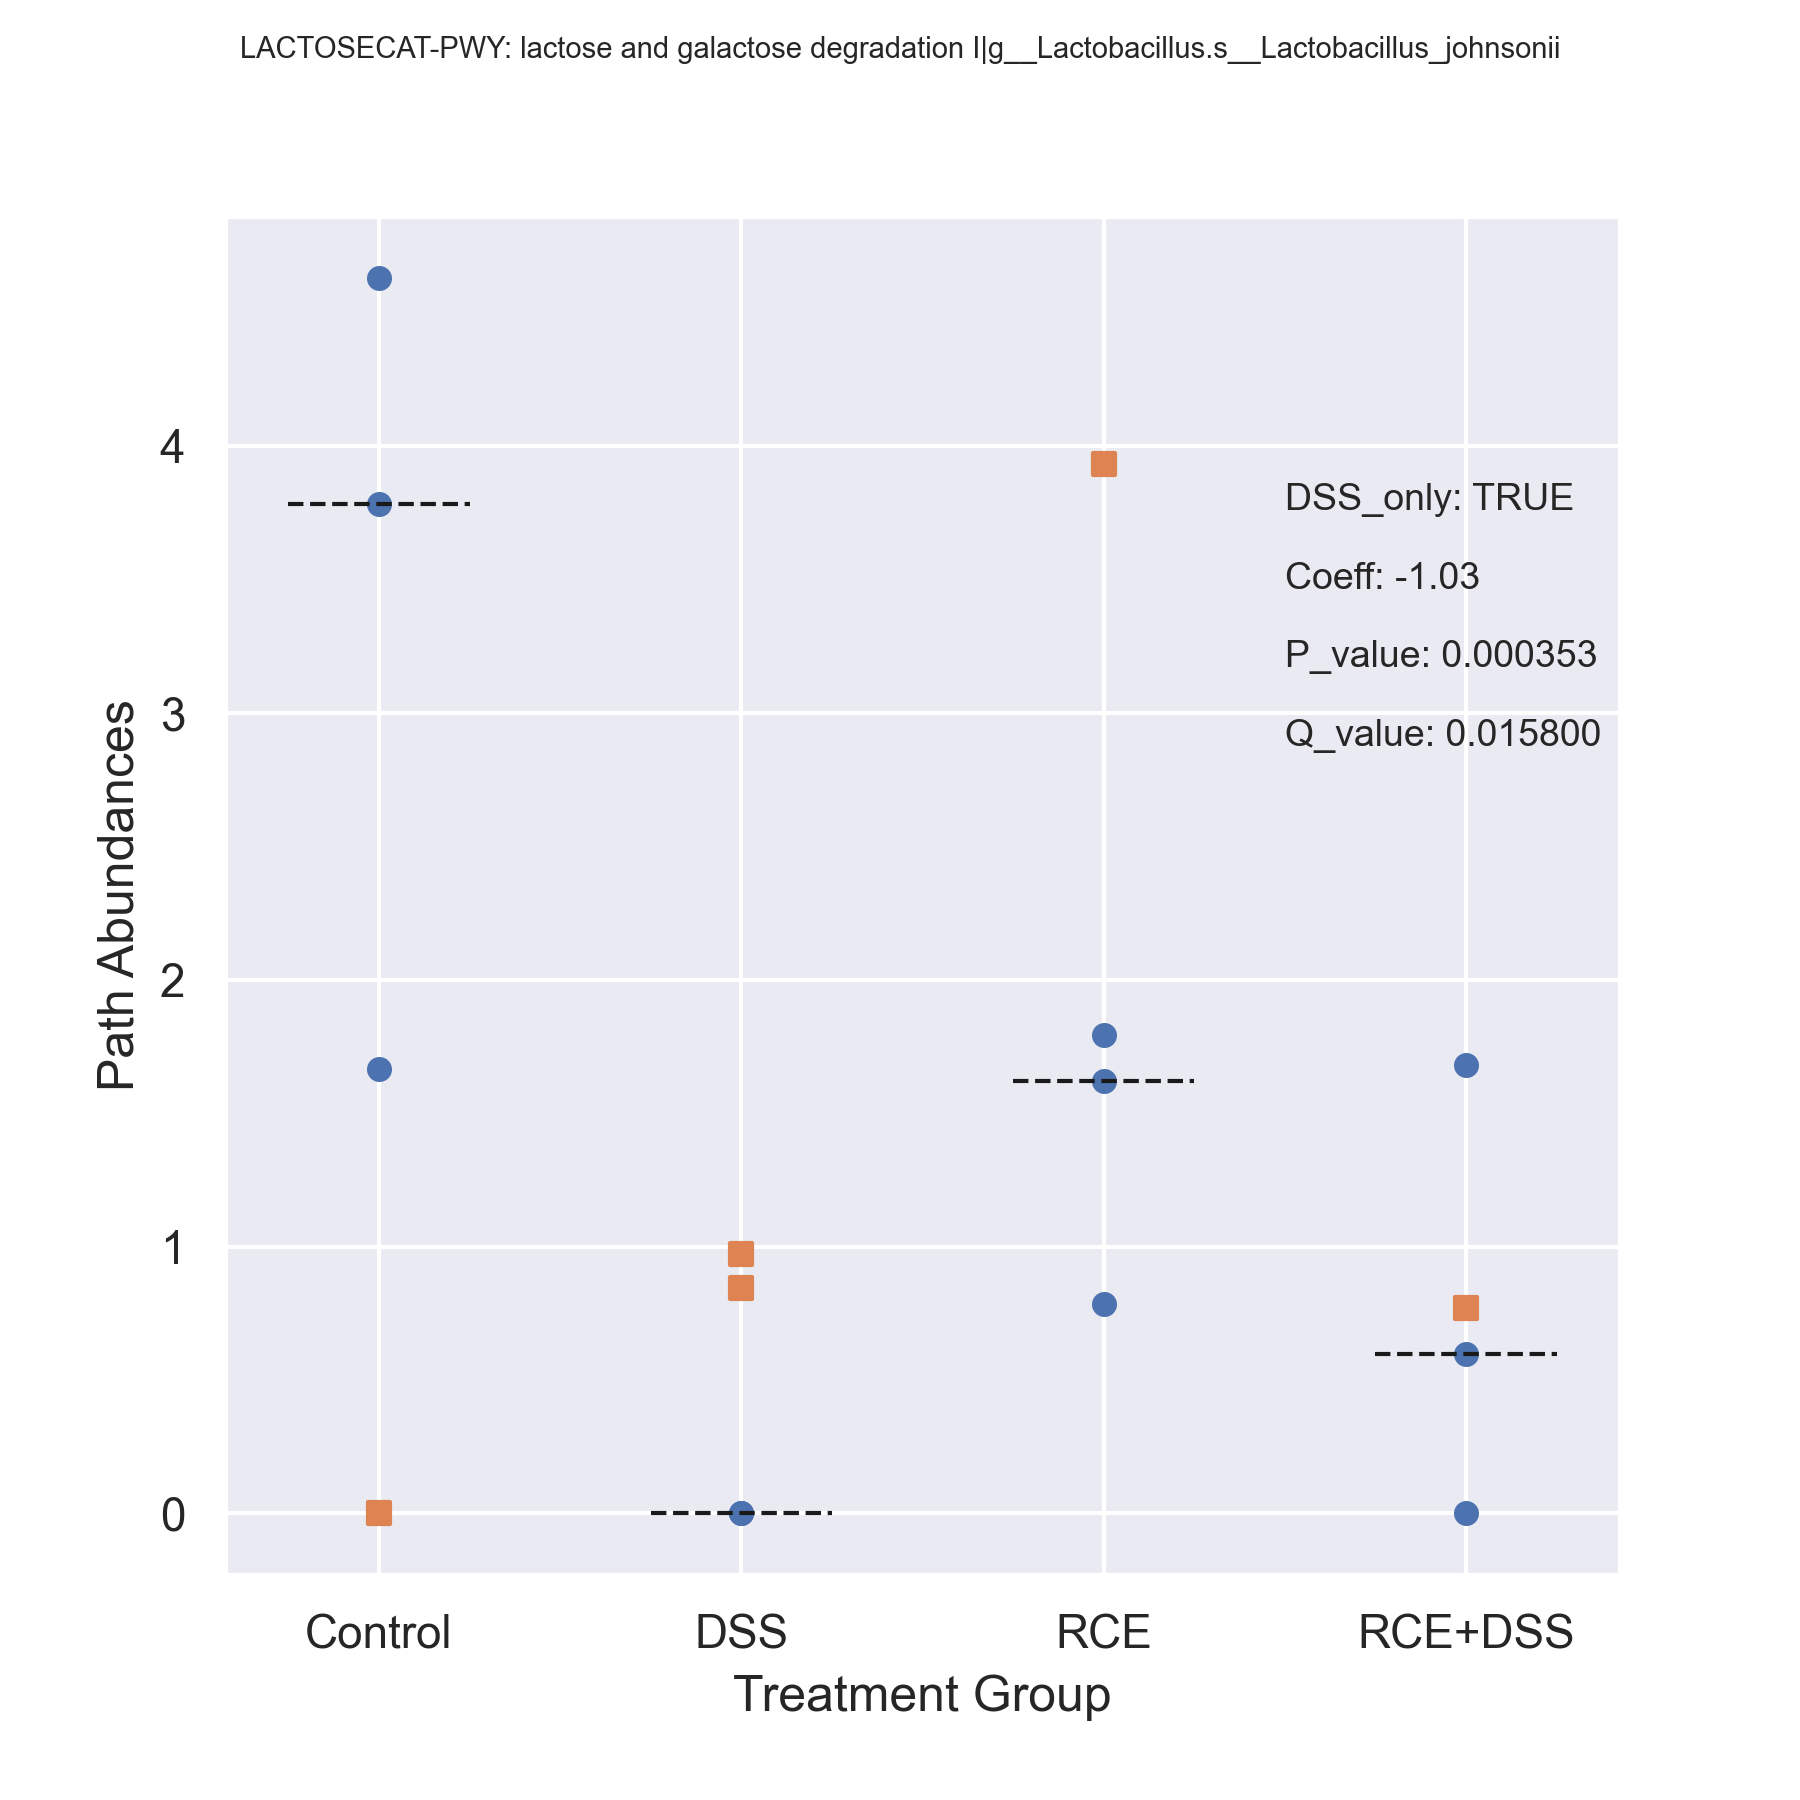 LACTOSECAT-PWY: lactose and galactose degradation I|g__Lactobacillus.s__Lactobacillus_johnsonii
4
3
2
1
0
Path Abundances
DSS_only: TRUE
Coeff: -1.03
P_value: 0.000353
Q_value: 0.015800
Control DSS RCE RCE+DSS
Treatment Group